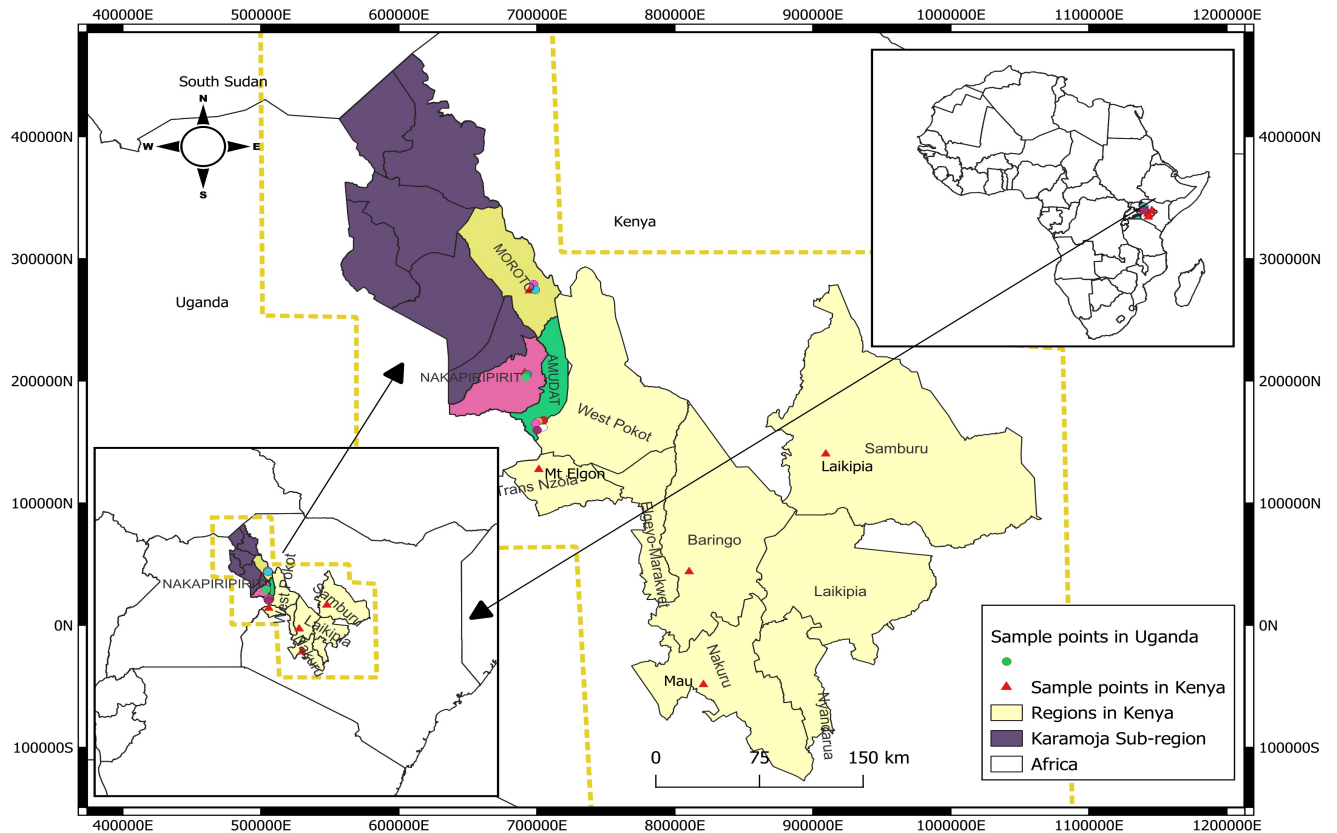 400000E 500000E 600000E 700000E 800000E 900000E 1000000E 1100000E 1200000E
South Sudan
N
W E
S
400000N 400000N
Kenya
300000N 300000N
Uganda
MOROTO
200000N 200000N
NAKAPIRIPIRIT
AMUDAT
West Pokot
Samburu
Laikipia
Mt Elgon
Trans Nzoia
100000N 100000N
Elgeyo-Marakwet
Baringo
Laikipia
NAKAPIRIPIRIT
West Pokot
Samburu
Laikipia
Nakuru
0N 0N
Nakuru
Mau
Nyandarua
0 75 150 km
Sample points in Uganda
Sample points in Kenya
Regions in Kenya
Karamoja Sub-region
Africa
100000S 100000S
400000E 500000E 600000E 700000E 800000E 900000E 1000000E 1100000E 1200000E